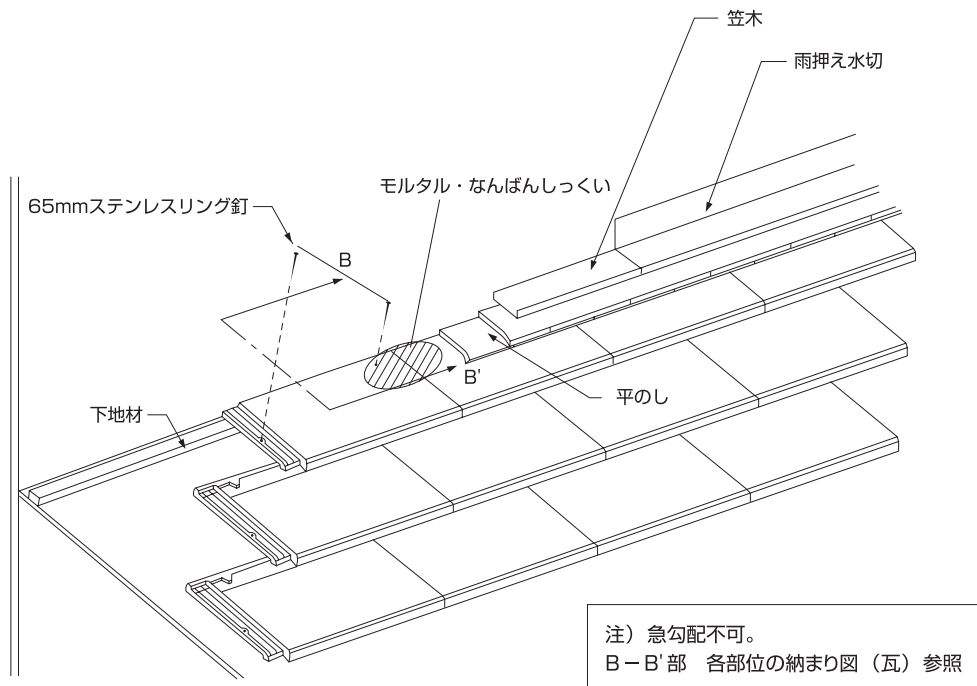 笠木
雨押え水切
モルタル・なんばんしっくい
65mmステンレスリング釘
B
B'
平のし
下地材
注）急勾配不可。
B－B'部　各部位の納まり図（瓦）参照